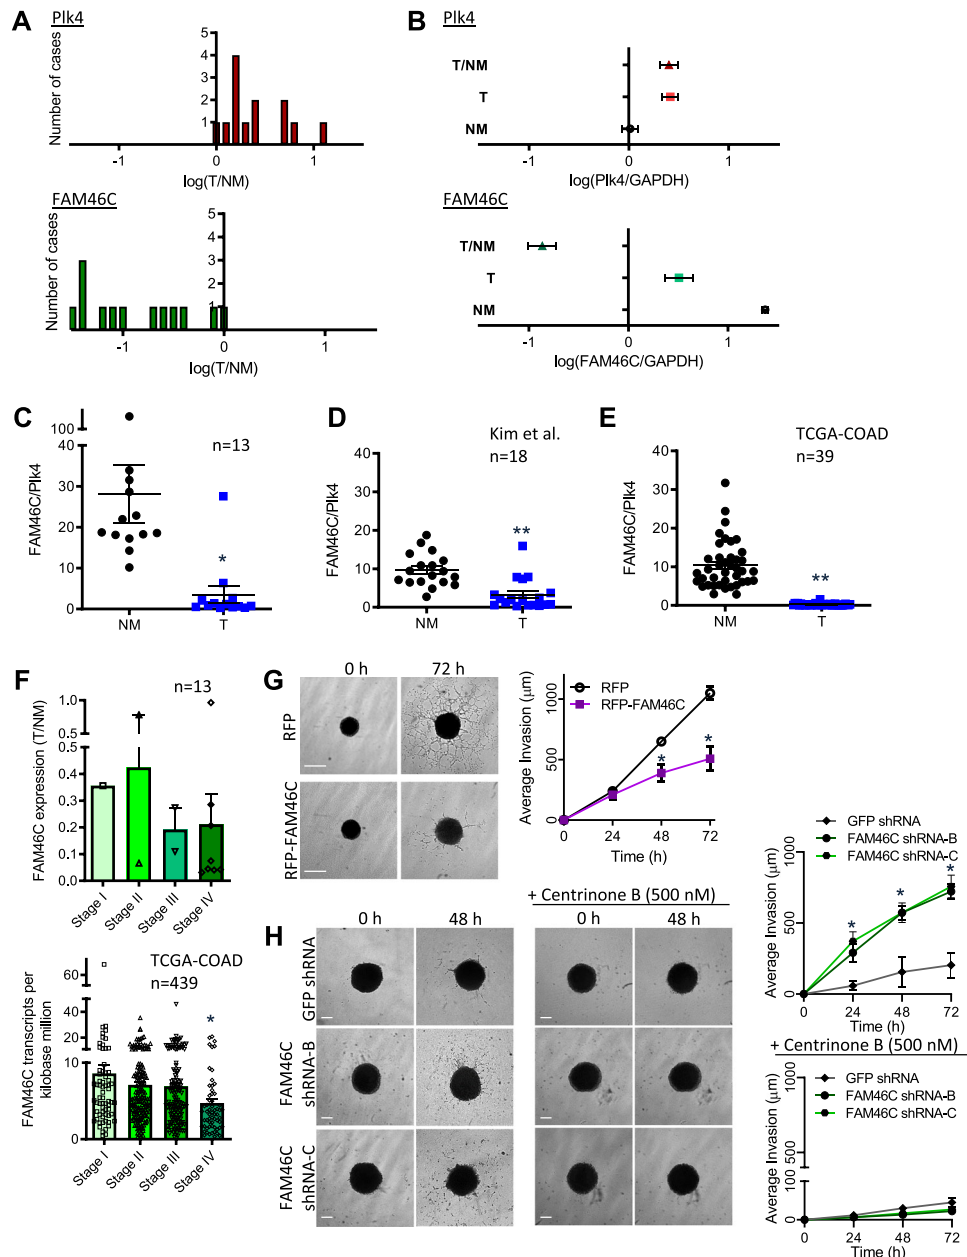 A
Plk4
Number of cases
5
4
3
2
1
-1
0
1
log(T/NM)
FAM46C
Number of cases
5
4
3
2
1
-1
0
1
log(T/NM)
B
Plk4
T/NM
T
NM
-1
0
1
log(Plk4/GAPDH)
FAM46C
T/NM
T
NM
-1
0
1
log(FAM46C/GAPDH)
C
n=13
FAM46C/Plk4
100
40
30
20
10
0
*
NM
T
D
Kim et al.
n=18
FAM46C/Plk4
40
30
20
10
0
**
NM
T
E
TCGA-COAD
n=39
FAM46C/Plk4
40
30
20
10
0
**
NM
T
F
n=13
FAM46C expression (T/NM)
1.0
0.5
0.4
0.3
0.2
0.1
0.0
Stage I
Stage II
Stage III
Stage IV
TCGA-COAD
n=439
FAM46C transcripts per
kilobase million
60
40
20
10
0
*
Stage I
Stage II
Stage III
Stage IV
G
0 h
72 h
RFP
RFP-FAM46C
RFP
RFP-FAM46C
Average Invasion (μm)
1000
500
0
*
*
0
24
48
72
Time (h)
H
0 h
48 h
+ Centrinone B (500 nM)
0 h
48 h
GFP shRNA
FAM46C
shRNA-B
FAM46C
shRNA-C
GFP shRNA
FAM46C shRNA-B
FAM46C shRNA-C
Average Invasion (μm)
1000
500
0
*
*
*
0
24
48
72
Time (h)
+ Centrinone B (500 nM)
GFP shRNA
FAM46C shRNA-B
FAM46C shRNA-C
Average Invasion (μm)
1000
500
100
0
0
24
48
72
Time (h)